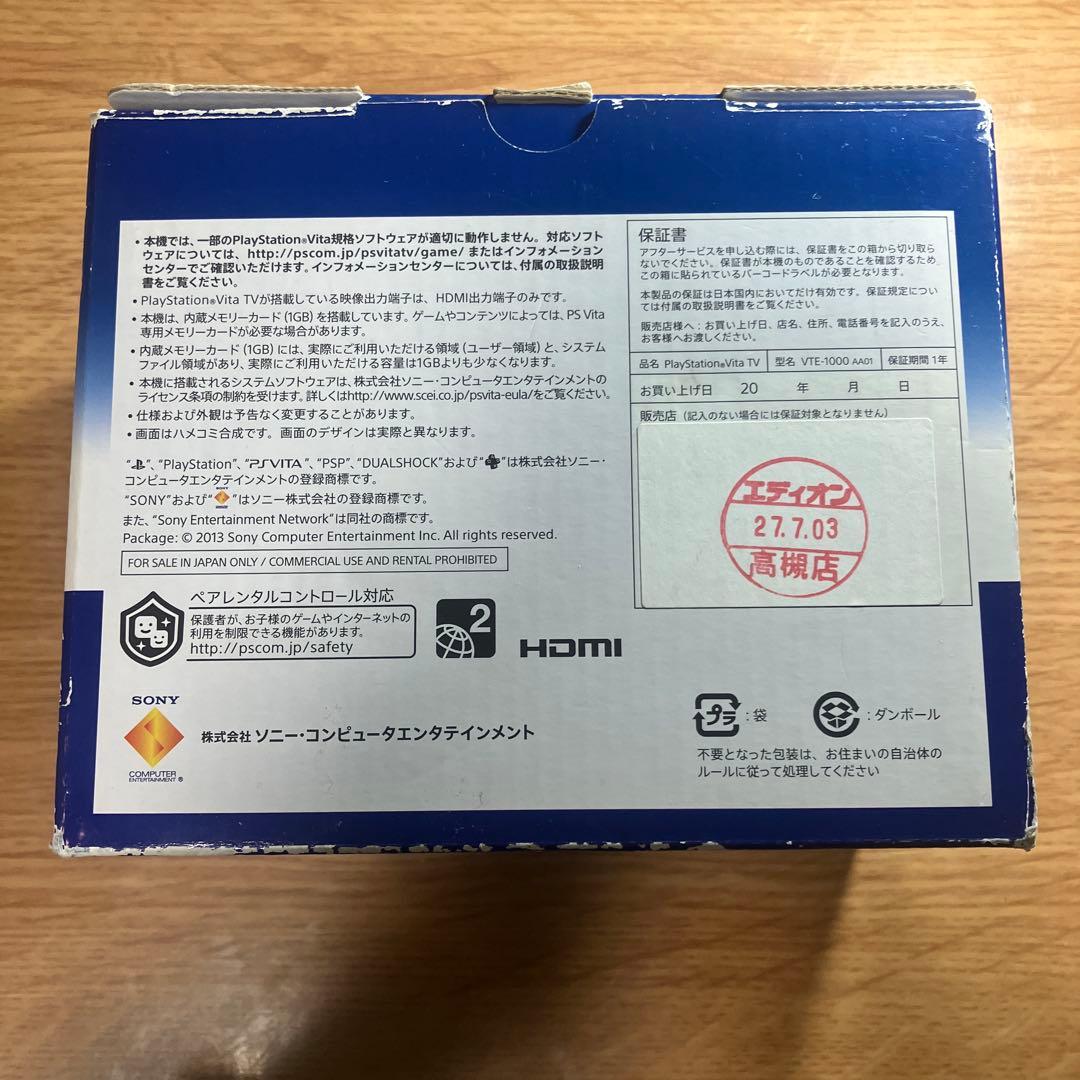 • 本機では、一部のPlayStation®Vita規格ソフトウェアが適切に動作しません。対応ソフト
ウェアについては、http://pscom.jp/psvitatv/game/ またはインフォメーション
センターでご確認いただけます。インフォメーションセンターについては、付属の取扱説明
書をご覧ください。
• PlayStation®Vita TVが搭載している映像出力端子は、HDMI出力端子のみです。
• 本機は、内蔵メモリーカード（1GB）を搭載しています。ゲームやコンテンツによっては、PS Vita
専用メモリーカードが必要な場合があります。
• 内蔵メモリーカード（1GB）には、実際にご利用いただける領域（ユーザー領域）と、システム
ファイル領域があり、実際にご利用いただける容量は1GBよりも少なくなります。
• 本機に搭載されるシステムソフトウェアは、株式会社ソニー・コンピュータエンタテインメントの
ライセンス条項の制約を受けます。詳しくはhttp://www.scei.co.jp/psvita-eula/をご覧ください。
• 仕様および外観は予告なく変更することがあります。
• 画面はハメコミ合成です。画面のデザインは実際と異なります。
“ ”、“PlayStation”、“PSVITA”、“PSP”、“DUALSHOCK”および“ ”は株式会社ソニー・
コンピュータエンタテインメントの登録商標です。
“SONY”および“ ”はソニー株式会社の登録商標です。
また、“Sony Entertainment Network”は同社の商標です。
Package: © 2013 Sony Computer Entertainment Inc. All rights reserved.
FOR SALE IN JAPAN ONLY / COMMERCIAL USE AND RENTAL PROHIBITED
ペアレンタルコントロール対応
保護者が、お子様のゲームやインターネットの
利用を制限できる機能があります。
http://pscom.jp/safety
2
HDMI
SONY
COMPUTER
ENTERTAINMENT ®
株式会社 ソニー・コンピュータエンタテインメント
保証書
アフターサービスを申し込む際には、保証書をこの箱から切り取ら
ないでください。保証書が本機のものであることを確認するため、
この箱に貼られているバーコードラベルが必要となります。
本製品の保証は日本国内においてだけ有効です。保証規定につい
ては付属の取扱説明書をご覧ください。
販売店様へ：お買い上げ日、店名、住所、電話番号を記入のうえ、
お客様へお渡しください。
品名 PlayStation®Vita TV 型名 VTE-1000 AA01 保証期間 1年
お買い上げ日 20 年 月 日
販売店（記入のない場合には保証対象となりません）
エディオン
27.7.03
高槻店
プラ：袋
：ダンボール
不要となった包装は、お住まいの自治体の
ルールに従って処理してください